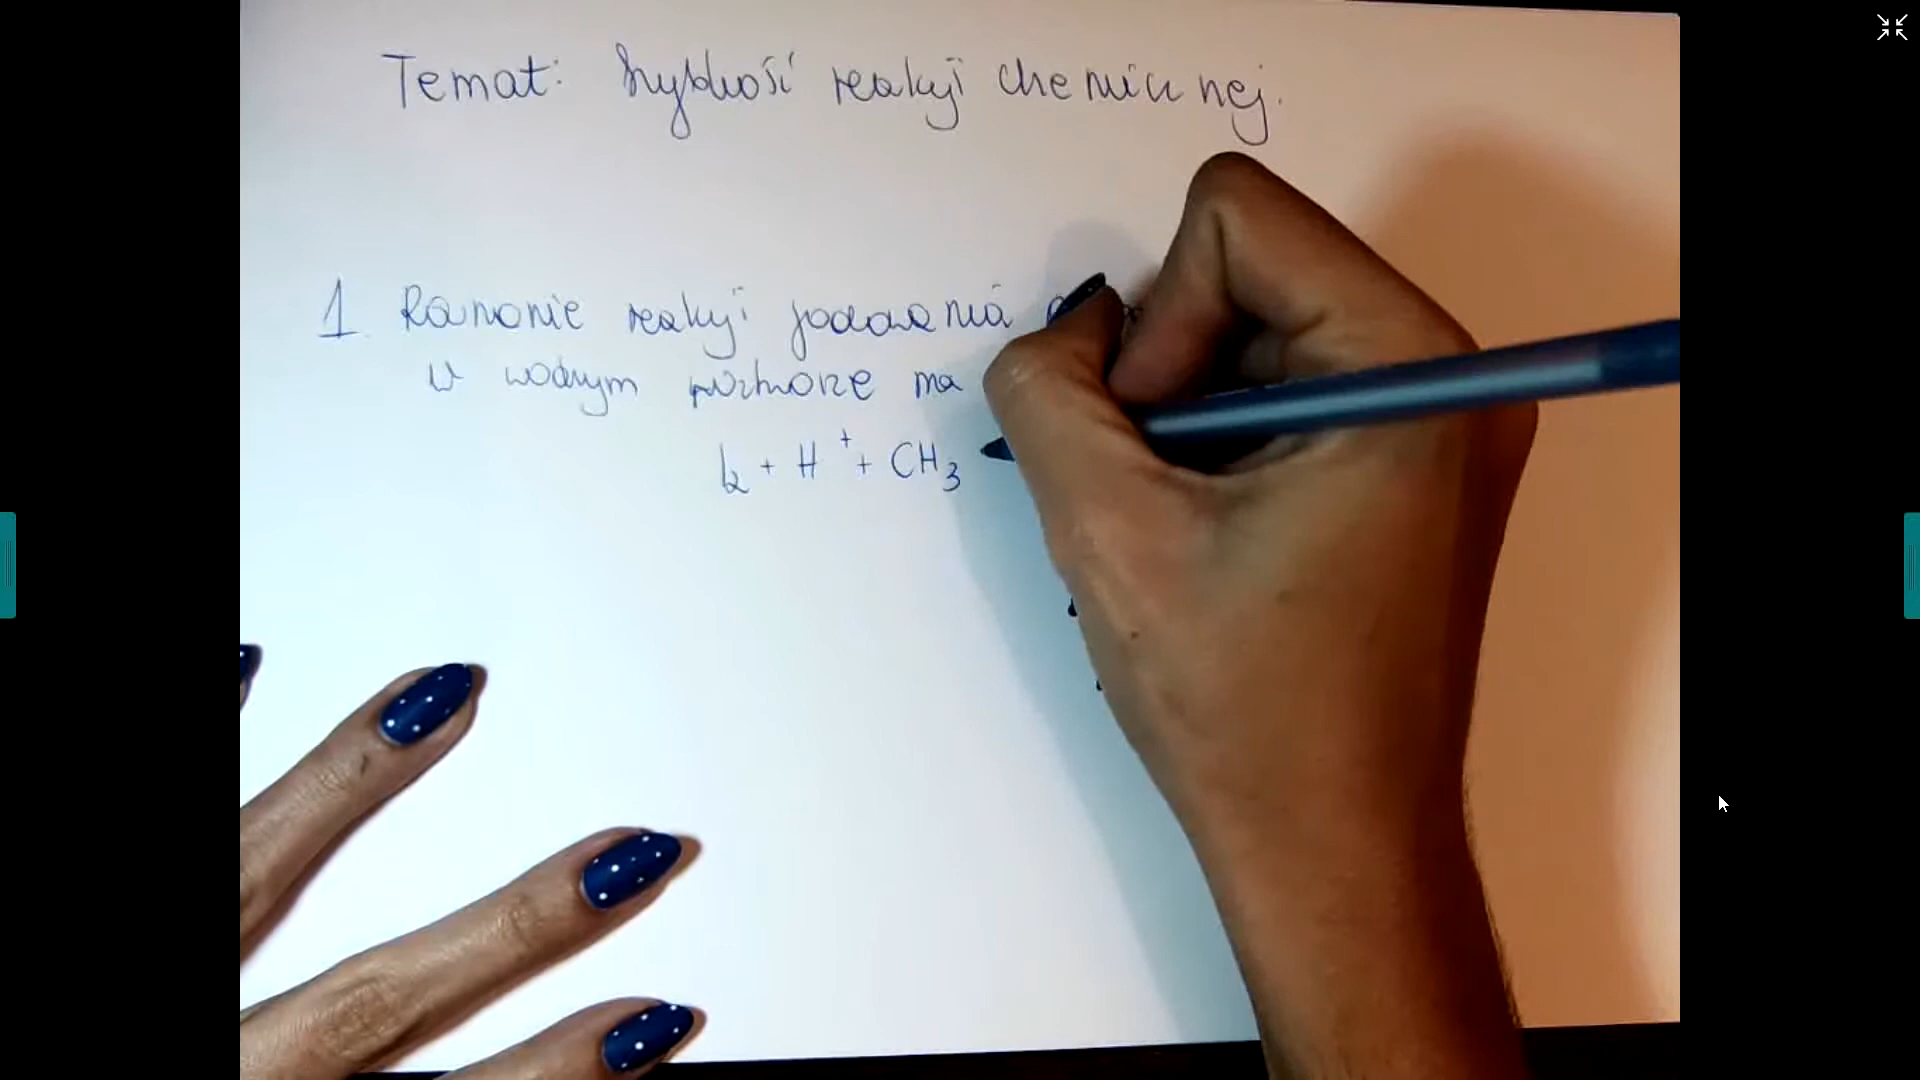 Temat: Szybkość reakcji chemicznej.
1 Równanie reakcji jodowania
w wodnym roztworze ma
I2 + H+ + CH3